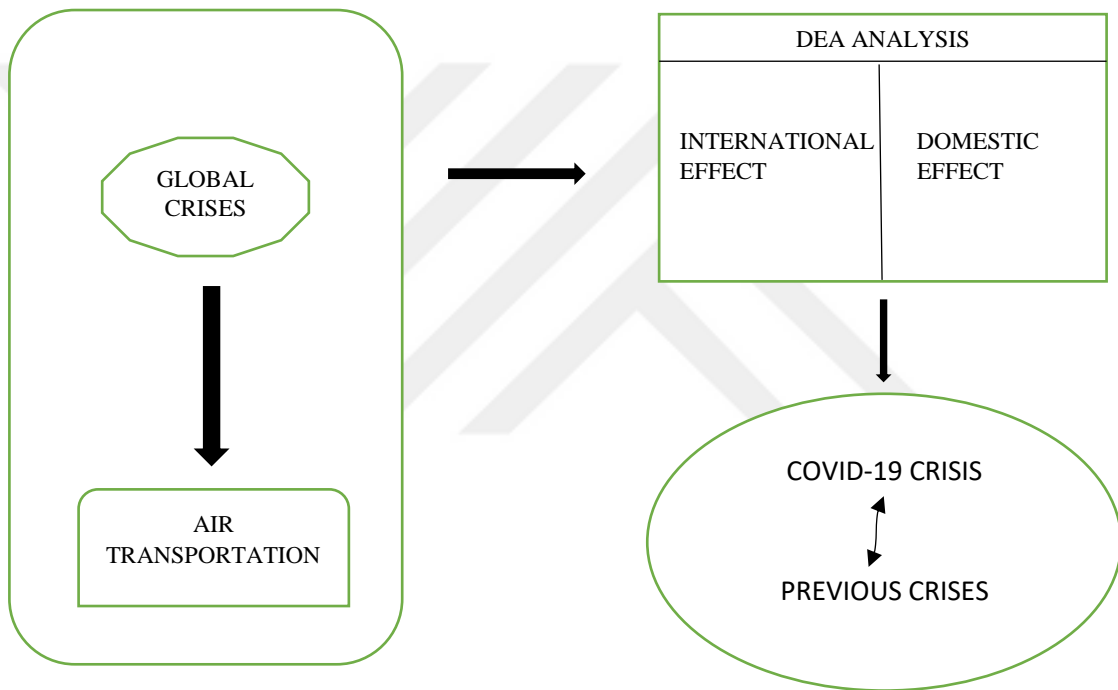 GLOBAL
CRISES
AIR
TRANSPORTATION
DEA ANALYSIS
INTERNATIONAL
EFFECT
DOMESTIC
EFFECT
COVID-19 CRISIS
PREVIOUS CRISES